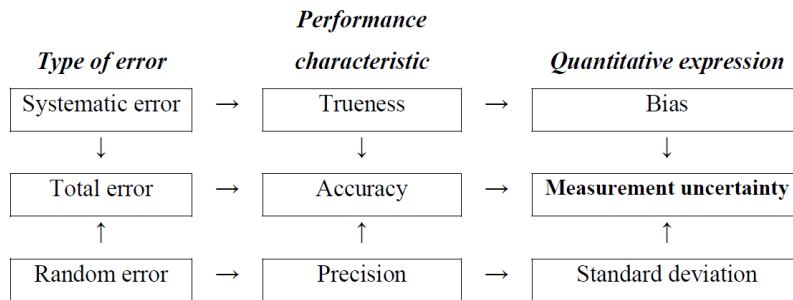 Performance
Type of error characteristic Quantitative expression
Systematic error → Trueness → Bias
↓ ↓ ↓
Total error → Accuracy → Measurement uncertainty
↑ ↑ ↑
Random error → Precision → Standard deviation